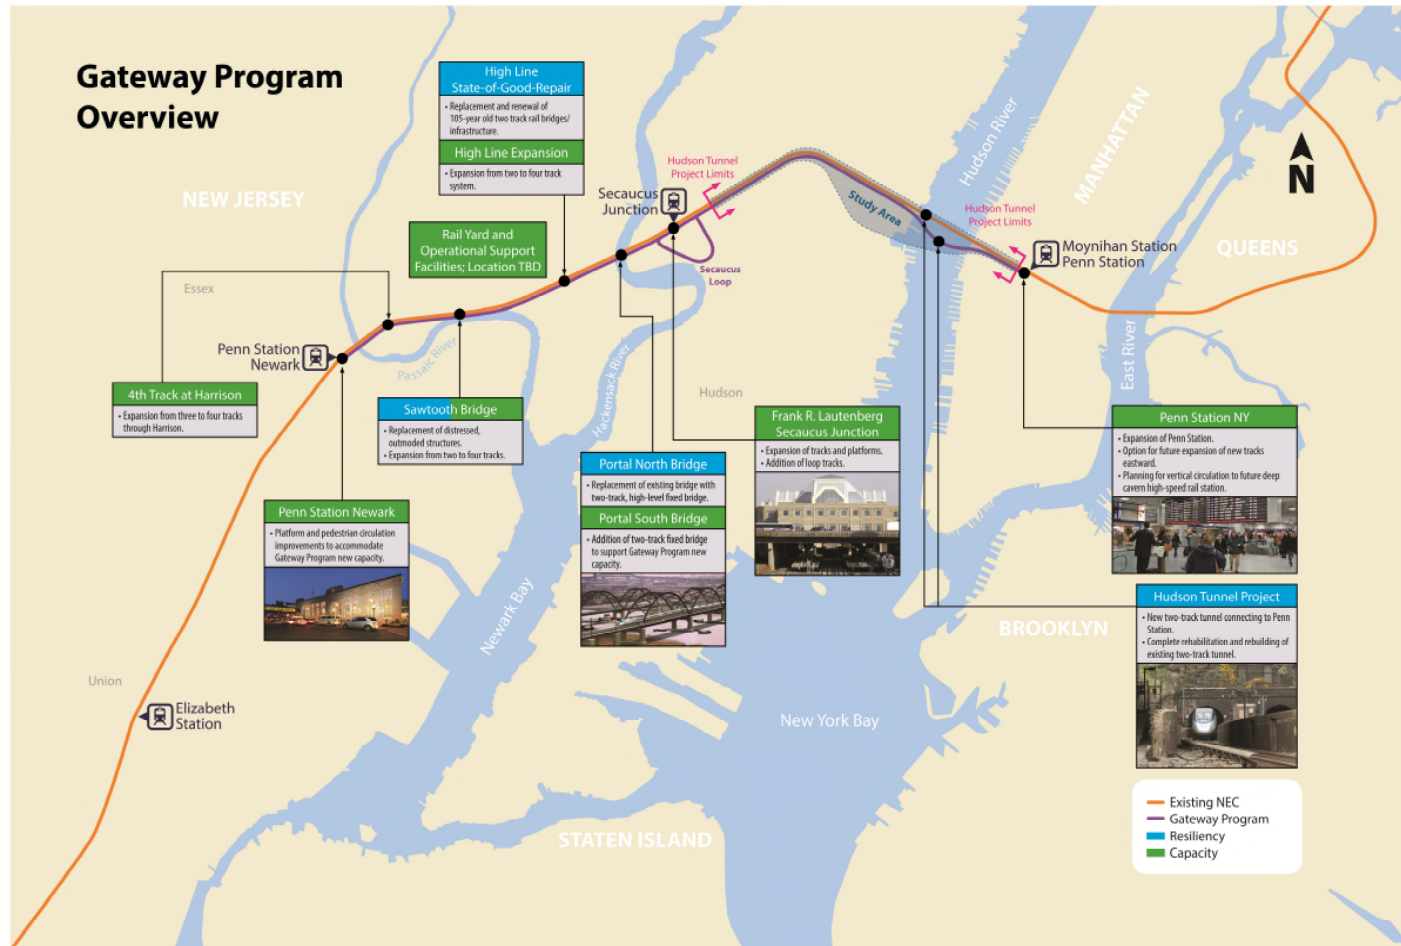 Gateway Program
Overview
High Line
State-of-Good-Repair
• Replacement and renewal of
105-year old two track rail bridges/
infrastructure.
High Line Expansion
• Expansion from two to four track
system.
NEW JERSEY
Rail Yard and
Operational Support
Facilities; Location TBD
Secaucus
Junction
Hudson Tunnel
Project Limits
Secaucus
Loop
Study Area
Hudson River
MANHATTAN
N
Hudson Tunnel
Project Limits
Moynihan Station
Penn Station
QUEENS
Essex
Penn Station
Newark
Passaic River
Hackensack River
Hudson
East River
4th Track at Harrison
• Expansion from three to four tracks
through Harrison.
Sawtooth Bridge
• Replacement of distressed,
outmoded structures.
• Expansion from two to four tracks.
Frank R. Lautenberg
Secaucus Junction
• Expansion of tracks and platforms.
• Addition of loop tracks.
Penn Station NY
• Expansion of Penn Station.
• Option for future expansion of new tracks
eastward.
• Planning for vertical circulation to future deep
cavern high-speed rail station.
Portal North Bridge
• Replacement of existing bridge with
two-track, high-level fixed bridge.
Portal South Bridge
• Addition of two-track fixed bridge
to support Gateway Program new
capacity.
Penn Station Newark
• Platform and pedestrian circulation
improvements to accommodate
Gateway Program new capacity.
Newark Bay
BROOKLYN
Hudson Tunnel Project
• New two-track tunnel connecting to Penn
Station.
• Complete rehabilitation and rebuilding of
existing two-track tunnel.
Union
Elizabeth
Station
New York Bay
STATEN ISLAND
Existing NEC
Gateway Program
Resiliency
Capacity